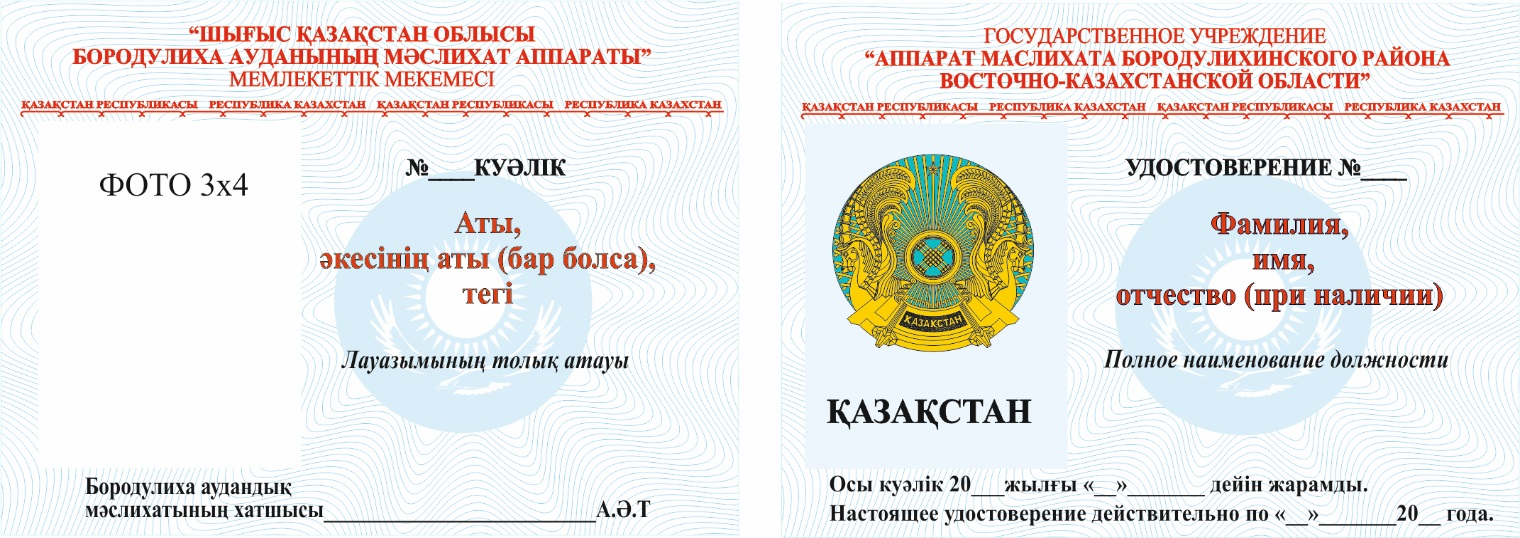 “ШЫҒЫС ҚАЗАҚСТАН ОБЛЫСЫ
БОРОДУЛИХА АУДАНЫНЫҢ МӘСЛИХАТ АППАРАТЫ”
МЕМЛЕКЕТТІК МЕКЕМЕСІ
ҚАЗАҚСТАН РЕСПУБЛИКАСЫ РЕСПУБЛИКА КАЗАХСТАН ҚАЗАҚСТАН РЕСПУБЛИКАСЫ РЕСПУБЛИКА КАЗАХСТАН
ФОТО 3х4
№____КУӘЛІК
Аты,
әкесінің аты (бар болса),
тегі
Лауазымының толық атауы
Бородулиха аудандық
мәслихатының хатшысы________________________А.Ә.Т
ГОСУДАРСТВЕННОЕ УЧРЕЖДЕНИЕ
“АППАРАТ МАСЛИХАТА БОРОДУЛИХИНСКОГО РАЙОНА
ВОСТОЧНО-КАЗАХСТАНСКОЙ ОБЛАСТИ”
ҚАЗАҚСТАН РЕСПУБЛИКАСЫ РЕСПУБЛИКА КАЗАХСТАН ҚАЗАҚСТАН РЕСПУБЛИКАСЫ РЕСПУБЛИКА КАЗАХСТАН
ҚАЗАҚСТАН
ҚАЗАҚСТАН
УДОСТОВЕРЕНИЕ №____
Фамилия,
имя,
отчество (при наличии)
Полное наименование должности
Осы куәлік 20___жылғы «__»_______ дейін жарамды.
Настоящее удостоверение действительно по «__»_______20__ года.